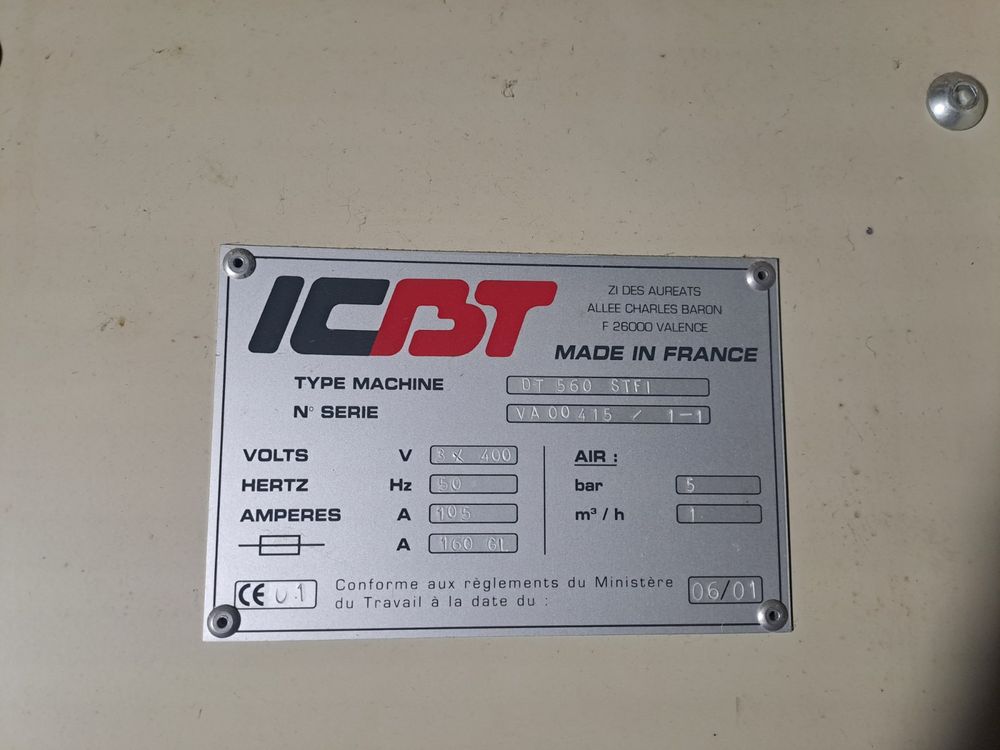 ICBT
ZI DES AUREATS
ALLEE CHARLES BARON
F 26000 VALENCE
MADE IN FRANCE
TYPE MACHINE DT 560 STFI
N° SERIE VA00415 / 1-1
VOLTS V 3 X 400
HERTZ Hz 50
AMPERES A 105
A 160 GL
AIR :
bar 5
m³ / h 1
CE 01
Conforme aux règlements du Ministère
du Travail à la date du :
06/01